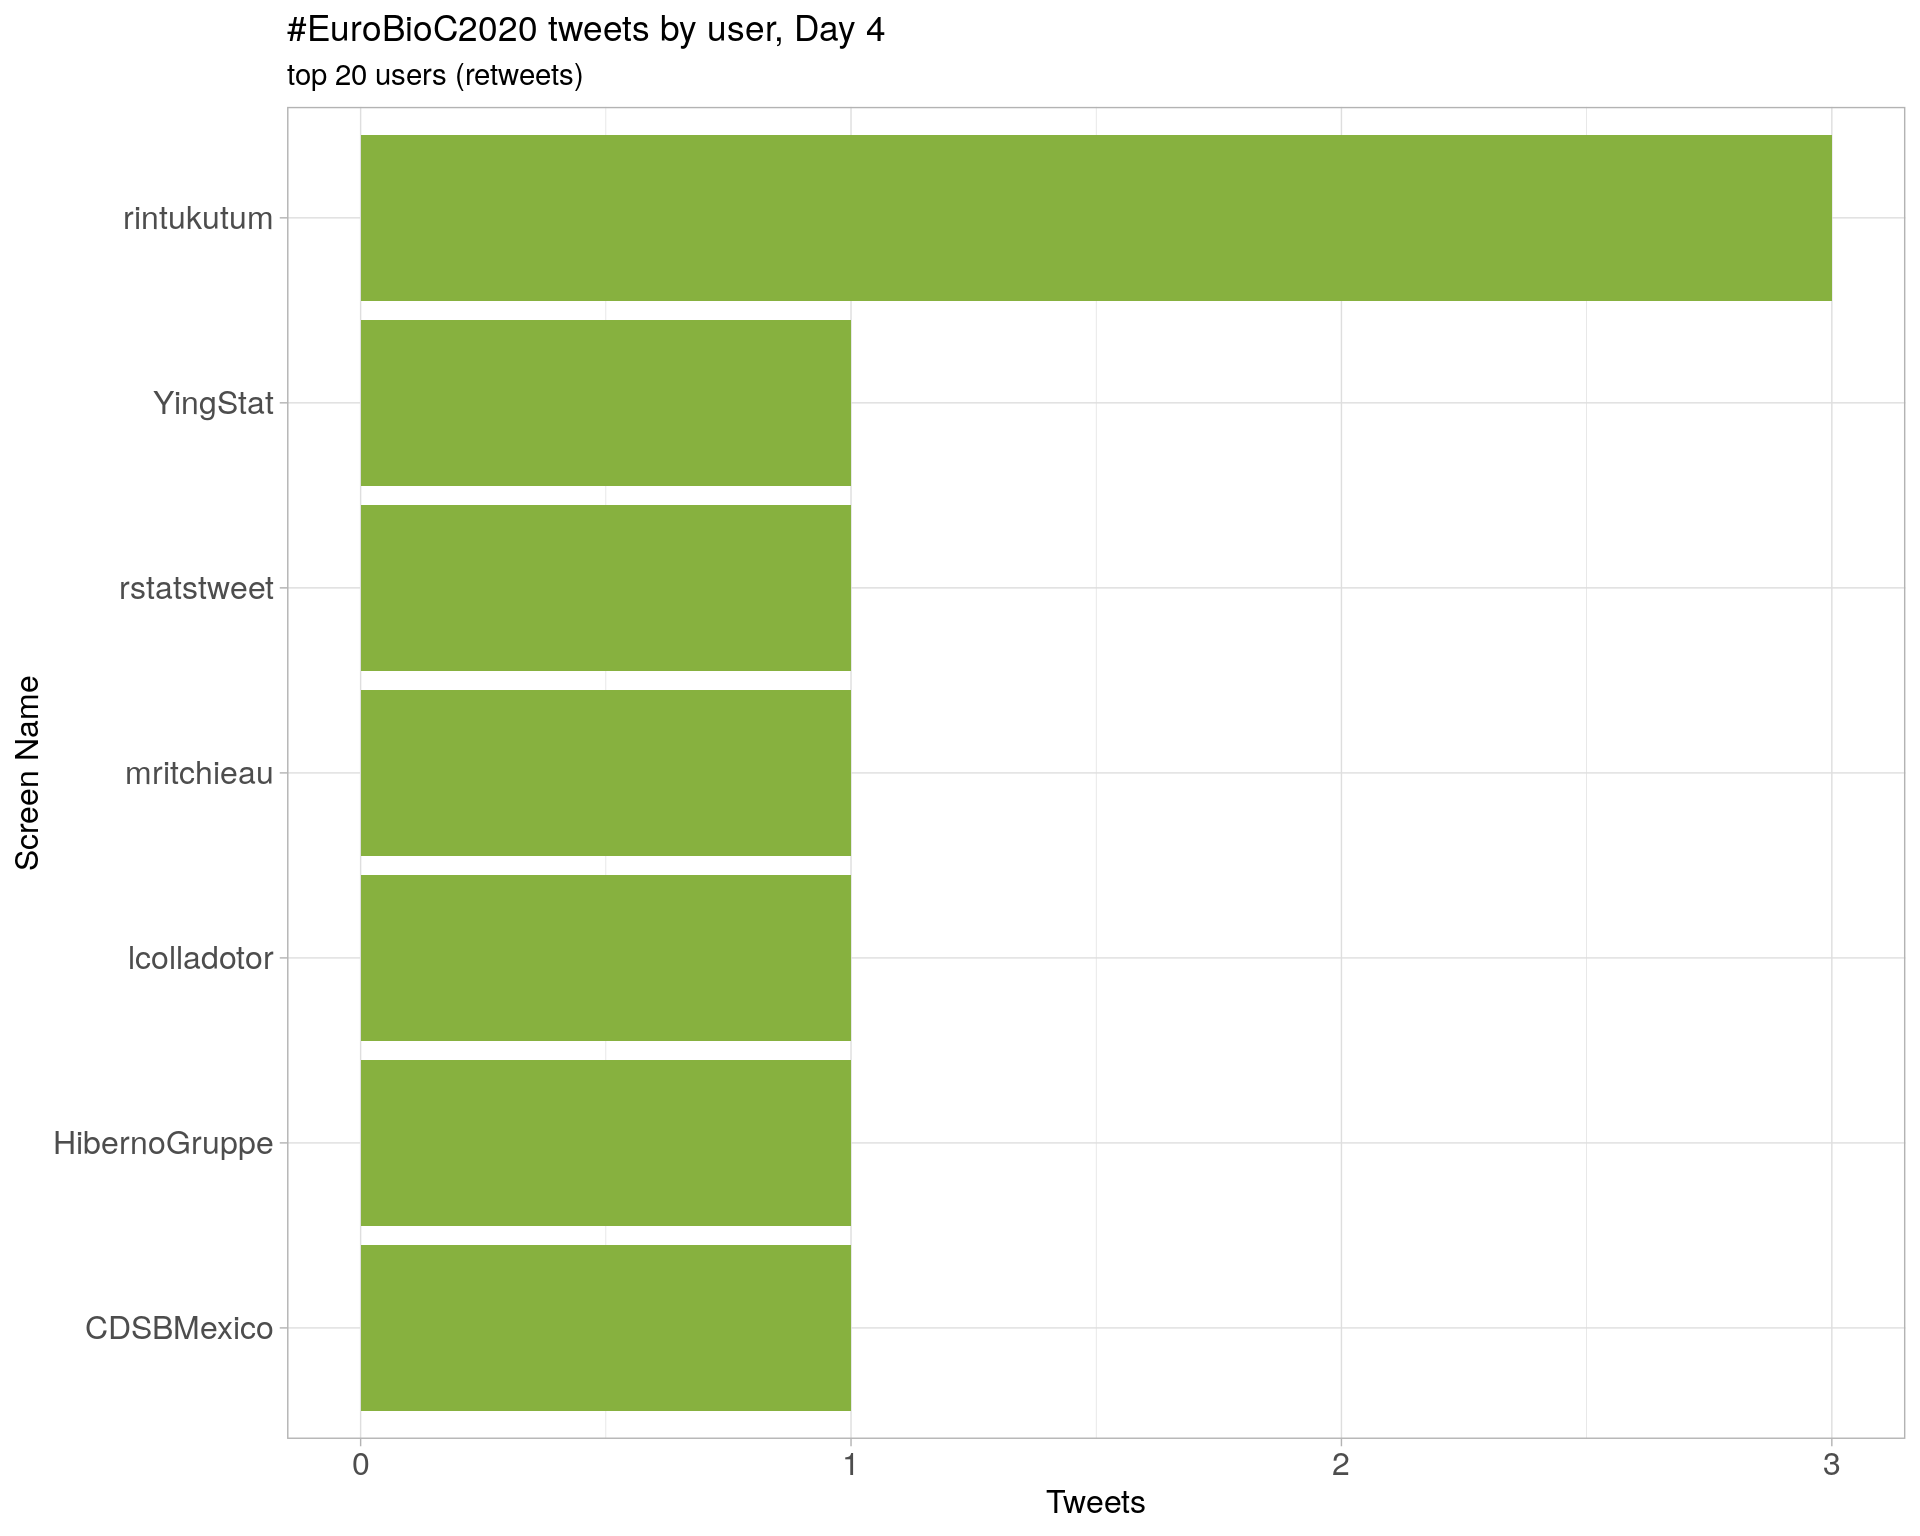 #EuroBioC2020 tweets by user, Day 4
top 20 users (retweets)
rintukutum
YingStat
rstatstweet
mritchieau
lcolladotor
HibernoGruppe
CDSBMexico
Screen Name
0 1 2 3
Tweets